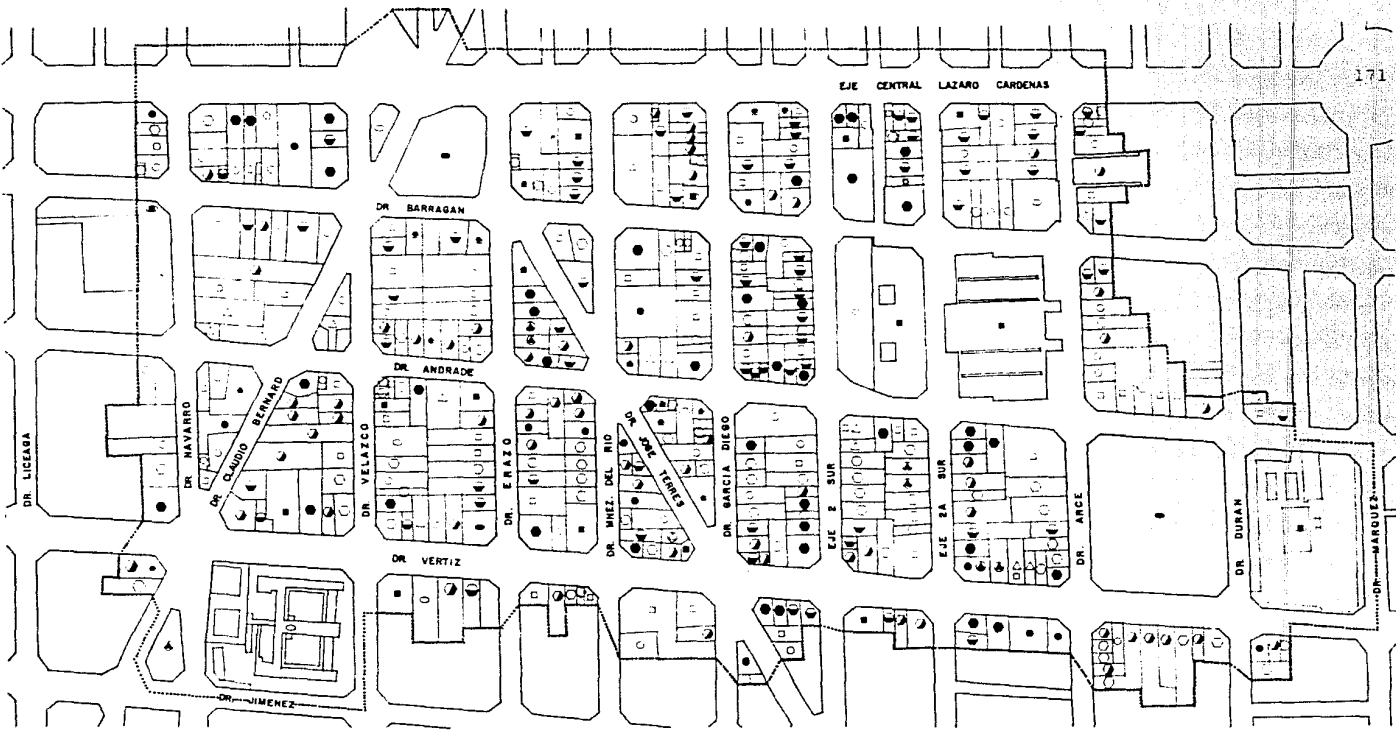 171
EJE CENTRAL LAZARO CARDENAS
DR BARRAGAN
DR. ANDRADE
DR. LICEAGA
DR NAVARRO
DR. CLAUDIO BERNARD
DR. VELAZCO
DR. ERAZO
DR. MNEZ. DEL RIO
DR. JOSE TERRES
DR. GARCIA DIEGO
EJE 2 SUR
EJE 2A SUR
DR. ARCE
DR. DURAN
DR. MARQUEZ
DR. VERTIZ
DR. JIMENEZ